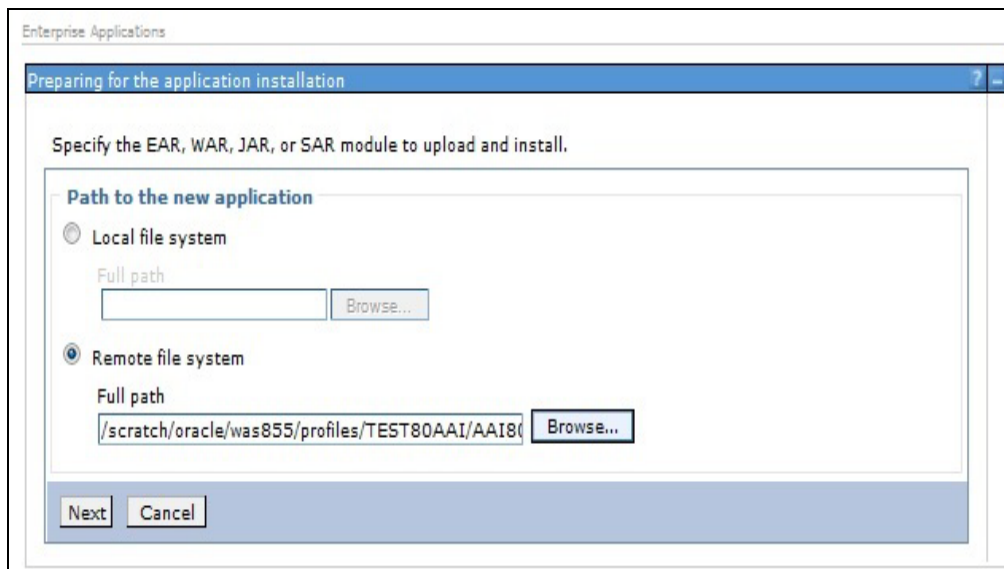 Enterprise Applications
Preparing for the application installation ? –
Specify the EAR, WAR, JAR, or SAR module to upload and install.
Path to the new application
Local file system
Full path
Browse...
Remote file system
Full path
/scratch/oracle/was855/profiles/TEST80AAI/AAI80 Browse...
Next Cancel